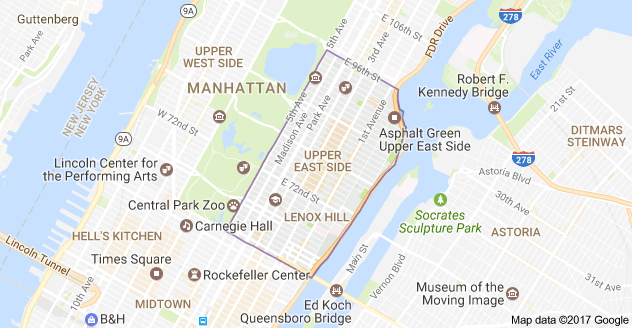 Guttenberg
Park Ave
5th Ave
E 106th St
3rd Ave
FDR Drive
278
East River
UPPER
WEST SIDE
9A
E 96th St
MANHATTAN
Robert F.
Kennedy Bridge
21st St
NEW JERSEY
NEW YORK
W 72nd St
5th Ave
Madison Ave
Park Ave
1st Avenue
Asphalt Green
Upper East Side
DITMARS
STEINWAY
9A
Lincoln Center for
the Performing Arts
UPPER
EAST SIDE
278
Astoria Blvd
E 72nd St
30th Ave
Central Park Zoo
LENOX HILL
Socrates
Sculpture Park
Carnegie Hall
HELL'S KITCHEN
ASTORIA
Lincoln Tunnel
Times Square
Main St
Vernon Blvd
31st Ave
10th Ave
Rockefeller Center
MIDTOWN
Museum of the
Moving Image
B&H
Ed Koch
Queensboro Bridge
Map data ©2017 Google